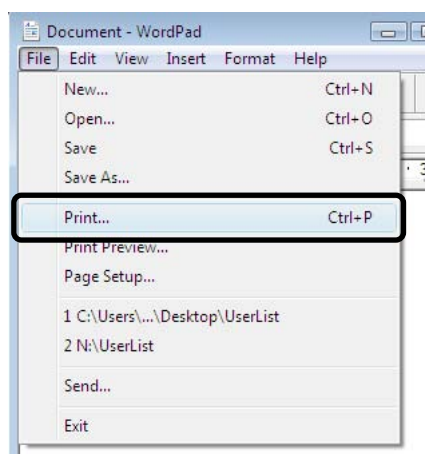 Document - WordPad
File Edit View Insert Format Help
New... Ctrl+N
Open... Ctrl+O
Save Ctrl+S
Save As...
Print... Ctrl+P
Print Preview...
Page Setup...
1 C:\Users\...\Desktop\UserList
2 N:\UserList
Send...
Exit